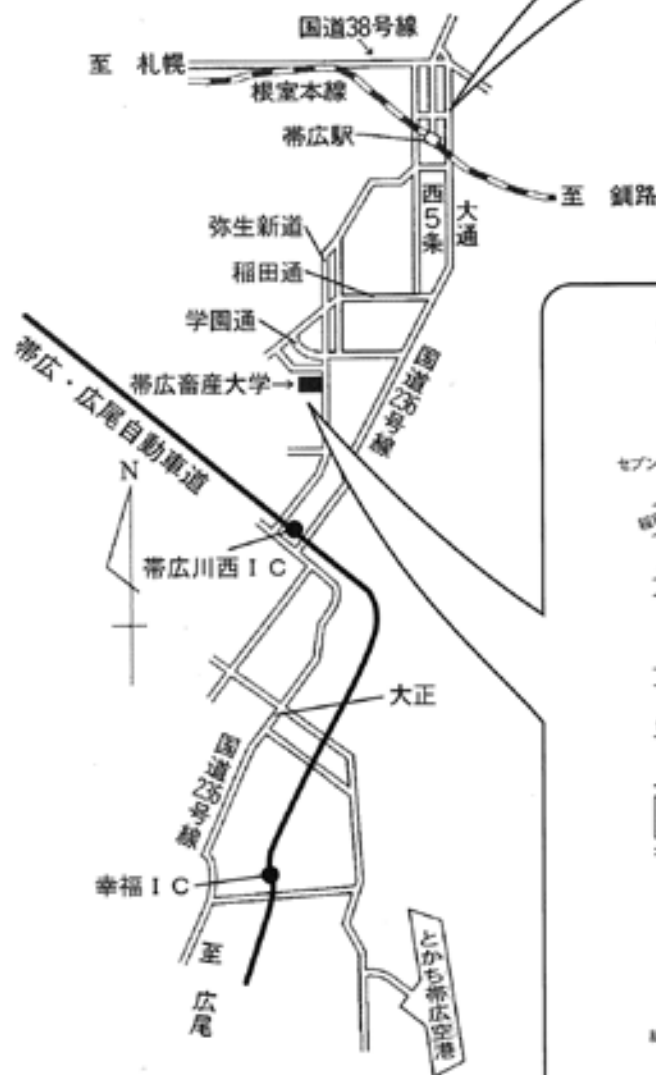 国道38号線
至 札幌
根室本線
帯広駅
至 釧路
西5条
大通
弥生新道
稲田通
学園通
国道236号線
帯広畜産大学→
帯広・広尾自動車道
セブン
N
帯広川西IC
大正
国道236号線
幸福IC
至 広尾
とかち帯広空港